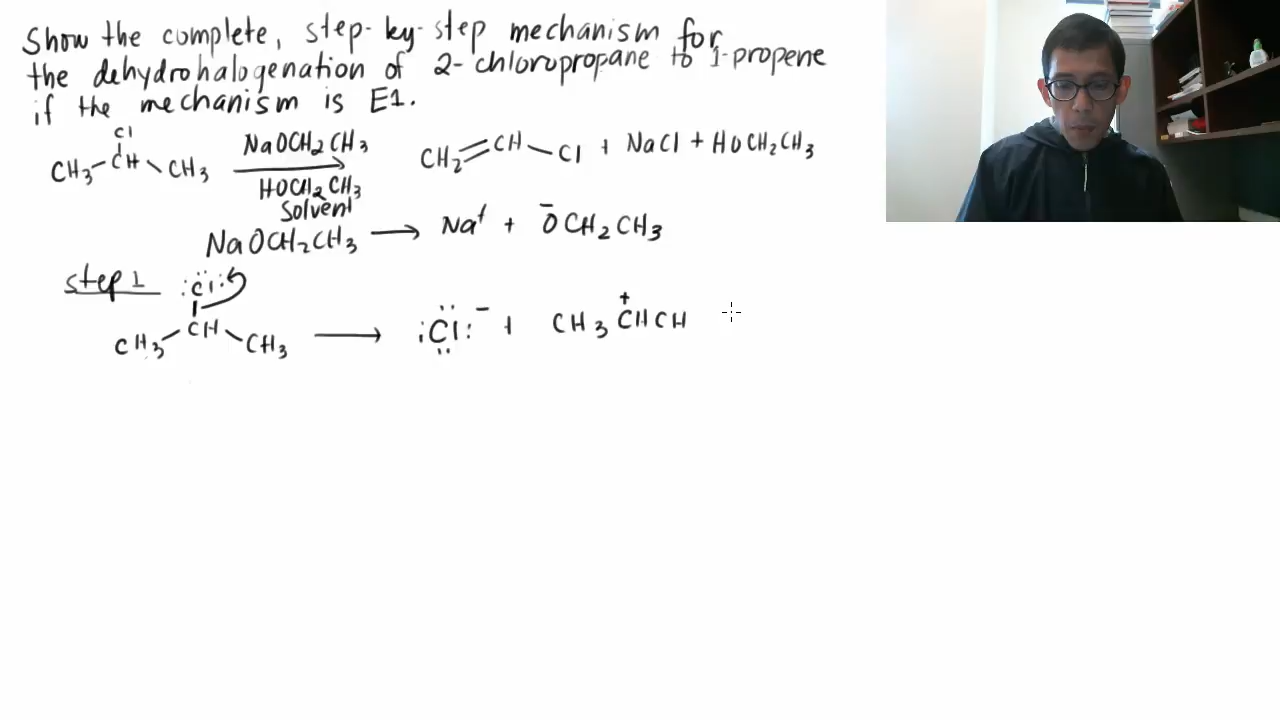 Show the complete, step-by-step mechanism for
the dehydrohalogenation of 2-chloropropane to 1-propene
if the mechanism is E1.
Cl
CH3-CH-CH3 NaOCH2CH3 CH2=CH-Cl + NaCl + HOCH2CH3
HOCH2CH3
Solvent
NaOCH2CH3 → Na+ + -OCH2CH3
Step 1 :Cl:
CH3-CH-CH3 → :Cl:- + CH3CHCH
+